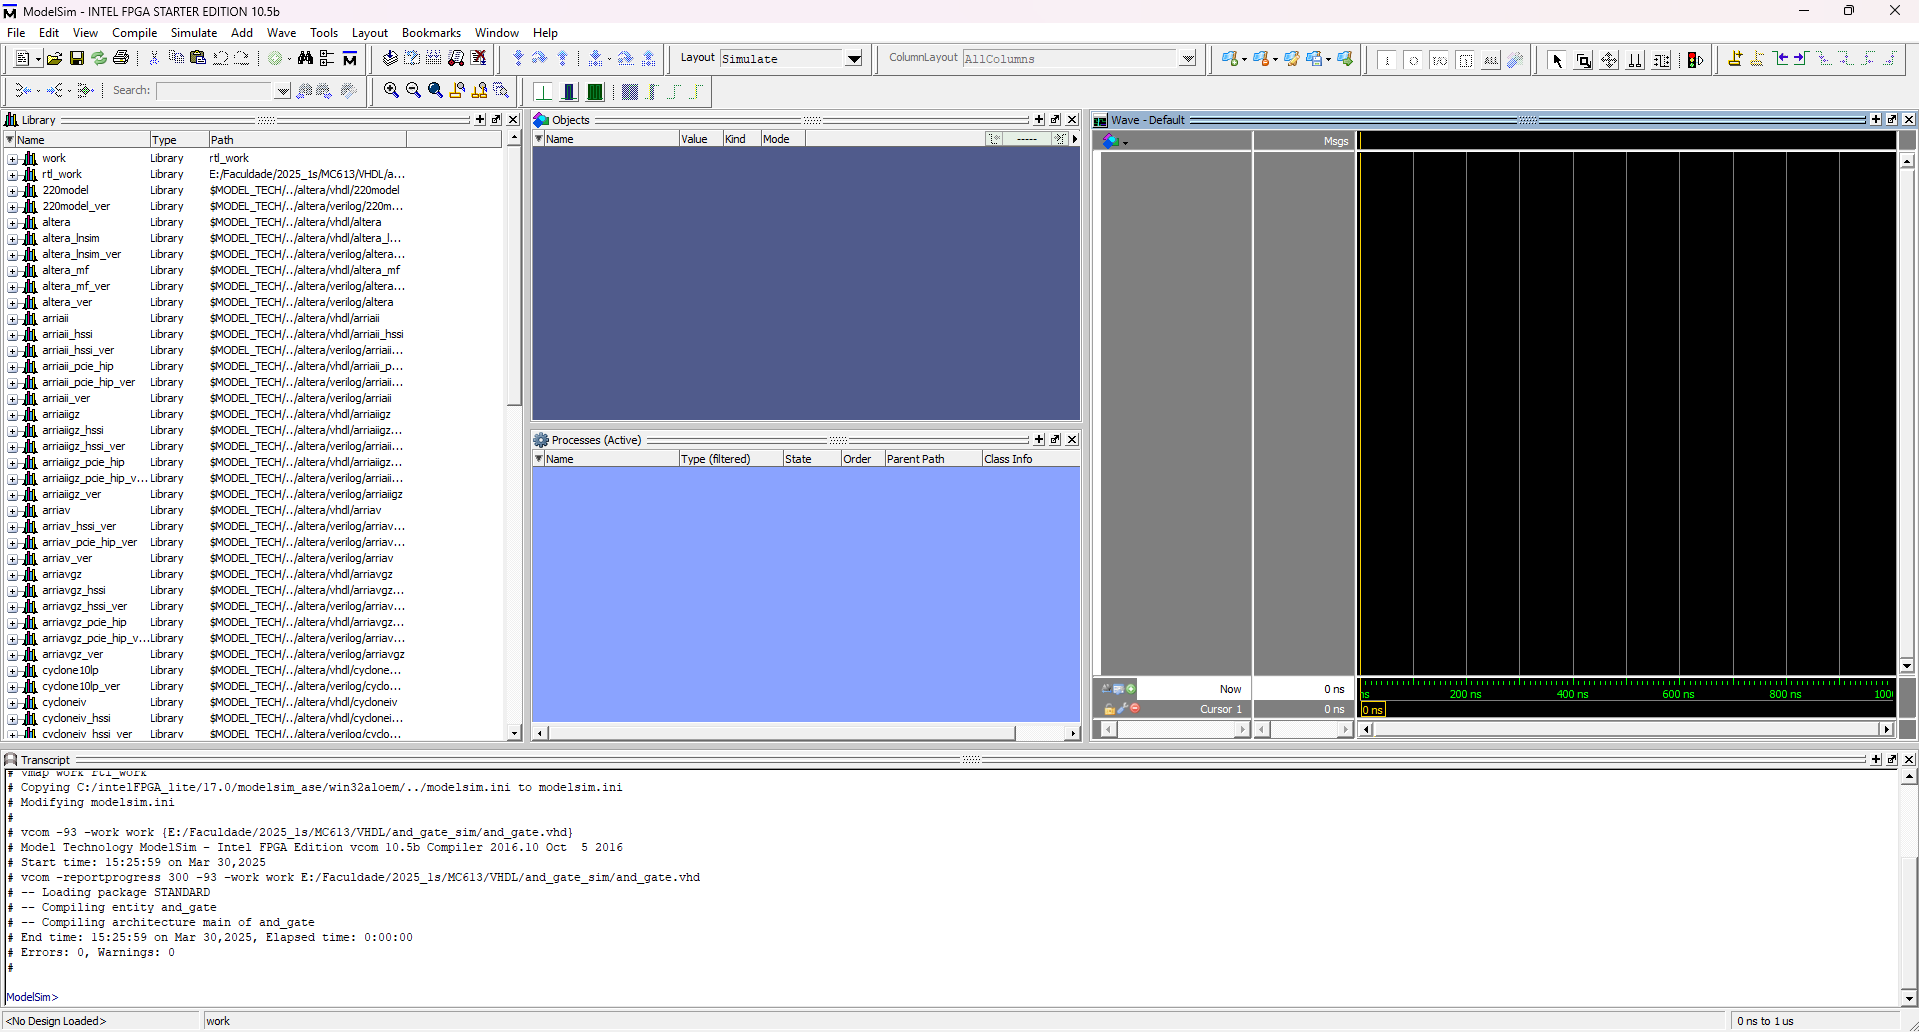 ModelSim - INTEL FPGA STARTER EDITION 10.5b
File Edit View Compile Simulate Add Wave Tools Layout Bookmarks Window Help
Layout Simulate ColumnLayout AllColumns
Search:
Library
Name Type Path
work Library rtl_work
rtl_work Library E:/Faculdade/2025_1s/MC613/VHDL/a...
220model Library $MODEL_TECH/../altera/vhdl/220model
220model_ver Library $MODEL_TECH/../altera/verilog/220m...
altera Library $MODEL_TECH/../altera/vhdl/altera
altera_lnsim Library $MODEL_TECH/../altera/vhdl/altera_l...
altera_lnsim_ver Library $MODEL_TECH/../altera/verilog/altera...
altera_mf Library $MODEL_TECH/../altera/vhdl/altera_mf
altera_mf_ver Library $MODEL_TECH/../altera/verilog/altera...
altera_ver Library $MODEL_TECH/../altera/verilog/altera
arriaii Library $MODEL_TECH/../altera/vhdl/arriaii
arriaii_hssi Library $MODEL_TECH/../altera/vhdl/arriaii_hssi
arriaii_hssi_ver Library $MODEL_TECH/../altera/verilog/arriaii...
arriaii_pcie_hip Library $MODEL_TECH/../altera/vhdl/arriaii_p...
arriaii_pcie_hip_ver Library $MODEL_TECH/../altera/verilog/arriaii...
arriaii_ver Library $MODEL_TECH/../altera/verilog/arriaii
arriaiigz Library $MODEL_TECH/../altera/vhdl/arriaiigz
arriaiigz_hssi Library $MODEL_TECH/../altera/vhdl/arriaiigz...
arriaiigz_hssi_ver Library $MODEL_TECH/../altera/verilog/arriaii...
arriaiigz_pcie_hip Library $MODEL_TECH/../altera/vhdl/arriaiigz...
arriaiigz_pcie_hip_v... Library $MODEL_TECH/../altera/verilog/arriaii...
arriaiigz_ver Library $MODEL_TECH/../altera/verilog/arriaiigz
arriav Library $MODEL_TECH/../altera/vhdl/arriav
arriav_hssi_ver Library $MODEL_TECH/../altera/verilog/arriav...
arriav_pcie_hip_ver Library $MODEL_TECH/../altera/verilog/arriav...
arriav_ver Library $MODEL_TECH/../altera/verilog/arriav
arriavgz Library $MODEL_TECH/../altera/vhdl/arriavgz
arriavgz_hssi Library $MODEL_TECH/../altera/vhdl/arriavgz...
arriavgz_hssi_ver Library $MODEL_TECH/../altera/verilog/arriav...
arriavgz_pcie_hip Library $MODEL_TECH/../altera/vhdl/arriavgz...
arriavgz_pcie_hip_v... Library $MODEL_TECH/../altera/verilog/arriav...
arriavgz_ver Library $MODEL_TECH/../altera/verilog/arriavgz
cyclone10lp Library $MODEL_TECH/../altera/vhdl/cyclone...
cyclone10lp_ver Library $MODEL_TECH/../altera/verilog/cyclo...
cycloneiv Library $MODEL_TECH/../altera/vhdl/cycloneiv
cycloneiv_hssi Library $MODEL_TECH/../altera/vhdl/cyclonei...
cycloneiv_hssi_ver Library $MODEL_TECH/../altera/verilog/cyclo...
Objects
Name Value Kind Mode
Processes (Active)
Name Type (filtered) State Order Parent Path Class Info
Wave - Default
Msgs
Now 0 ns
Cursor 1 0 ns
ns 200 ns 400 ns 600 ns 800 ns 100
0 ns
Transcript
# vmap work rtl_work
# Copying C:/intelFPGA_lite/17.0/modelsim_ase/win32aloem/../modelsim.ini to modelsim.ini
# Modifying modelsim.ini
#
# vcom -93 -work work {E:/Faculdade/2025_1s/MC613/VHDL/and_gate_sim/and_gate.vhd}
# Model Technology ModelSim - Intel FPGA Edition vcom 10.5b Compiler 2016.10 Oct  5 2016
# Start time: 15:25:59 on Mar 30,2025
# vcom -reportprogress 300 -93 -work work E:/Faculdade/2025_1s/MC613/VHDL/and_gate_sim/and_gate.vhd
# -- Loading package STANDARD
# -- Compiling entity and_gate
# -- Compiling architecture main of and_gate
# End time: 15:25:59 on Mar 30,2025, Elapsed time: 0:00:00
# Errors: 0, Warnings: 0
#
ModelSim>
<No Design Loaded> work 0 ns to 1 us